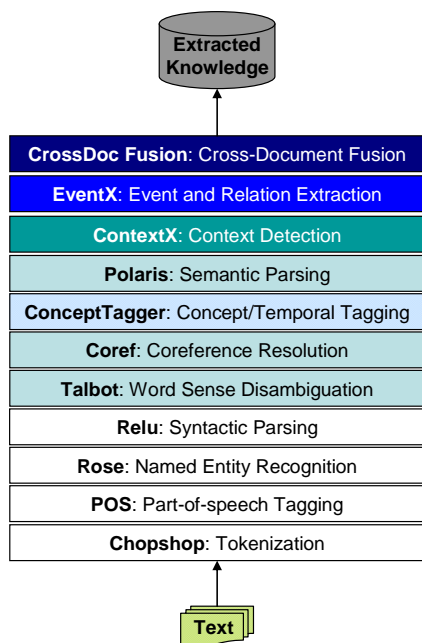 Extracted
Knowledge
CrossDoc Fusion: Cross-Document Fusion
EventX: Event and Relation Extraction
ContextX: Context Detection
Polaris: Semantic Parsing
ConceptTagger: Concept/Temporal Tagging
Coref: Coreference Resolution
Talbot: Word Sense Disambiguation
Relu: Syntactic Parsing
Rose: Named Entity Recognition
POS: Part-of-speech Tagging
Chopshop: Tokenization
Text